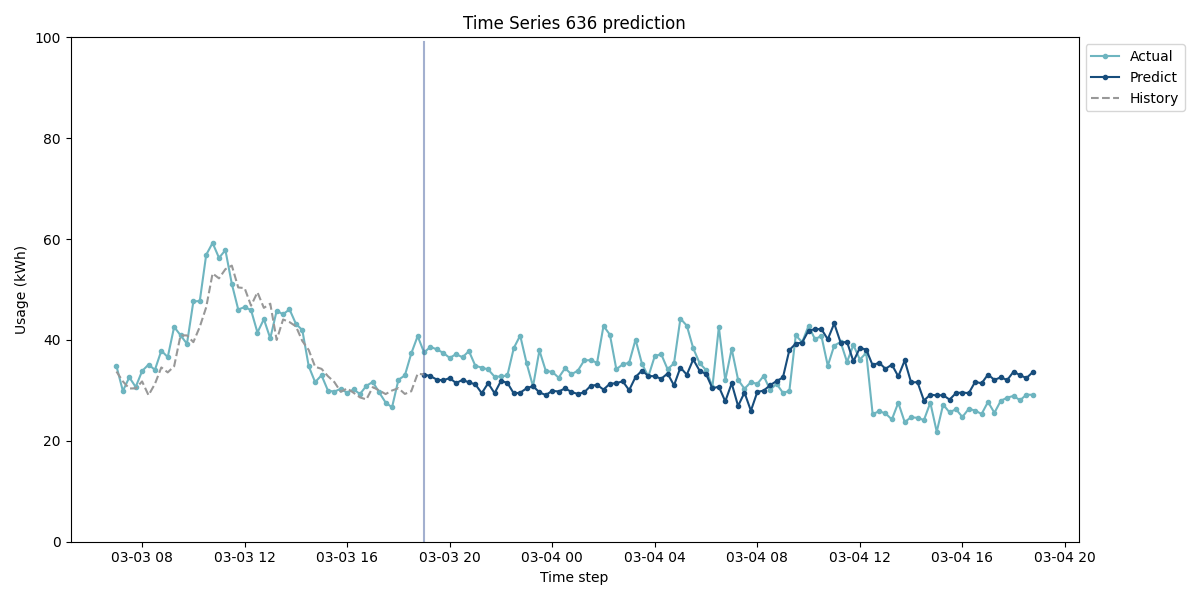 Time Series 636 prediction
100
80
60
40
20
0
Usage (kWh)
03-03 08
03-03 12
03-03 16
03-03 20
03-04 00
03-04 04
03-04 08
03-04 12
03-04 16
03-04 20
Time step
Actual
Predict
History